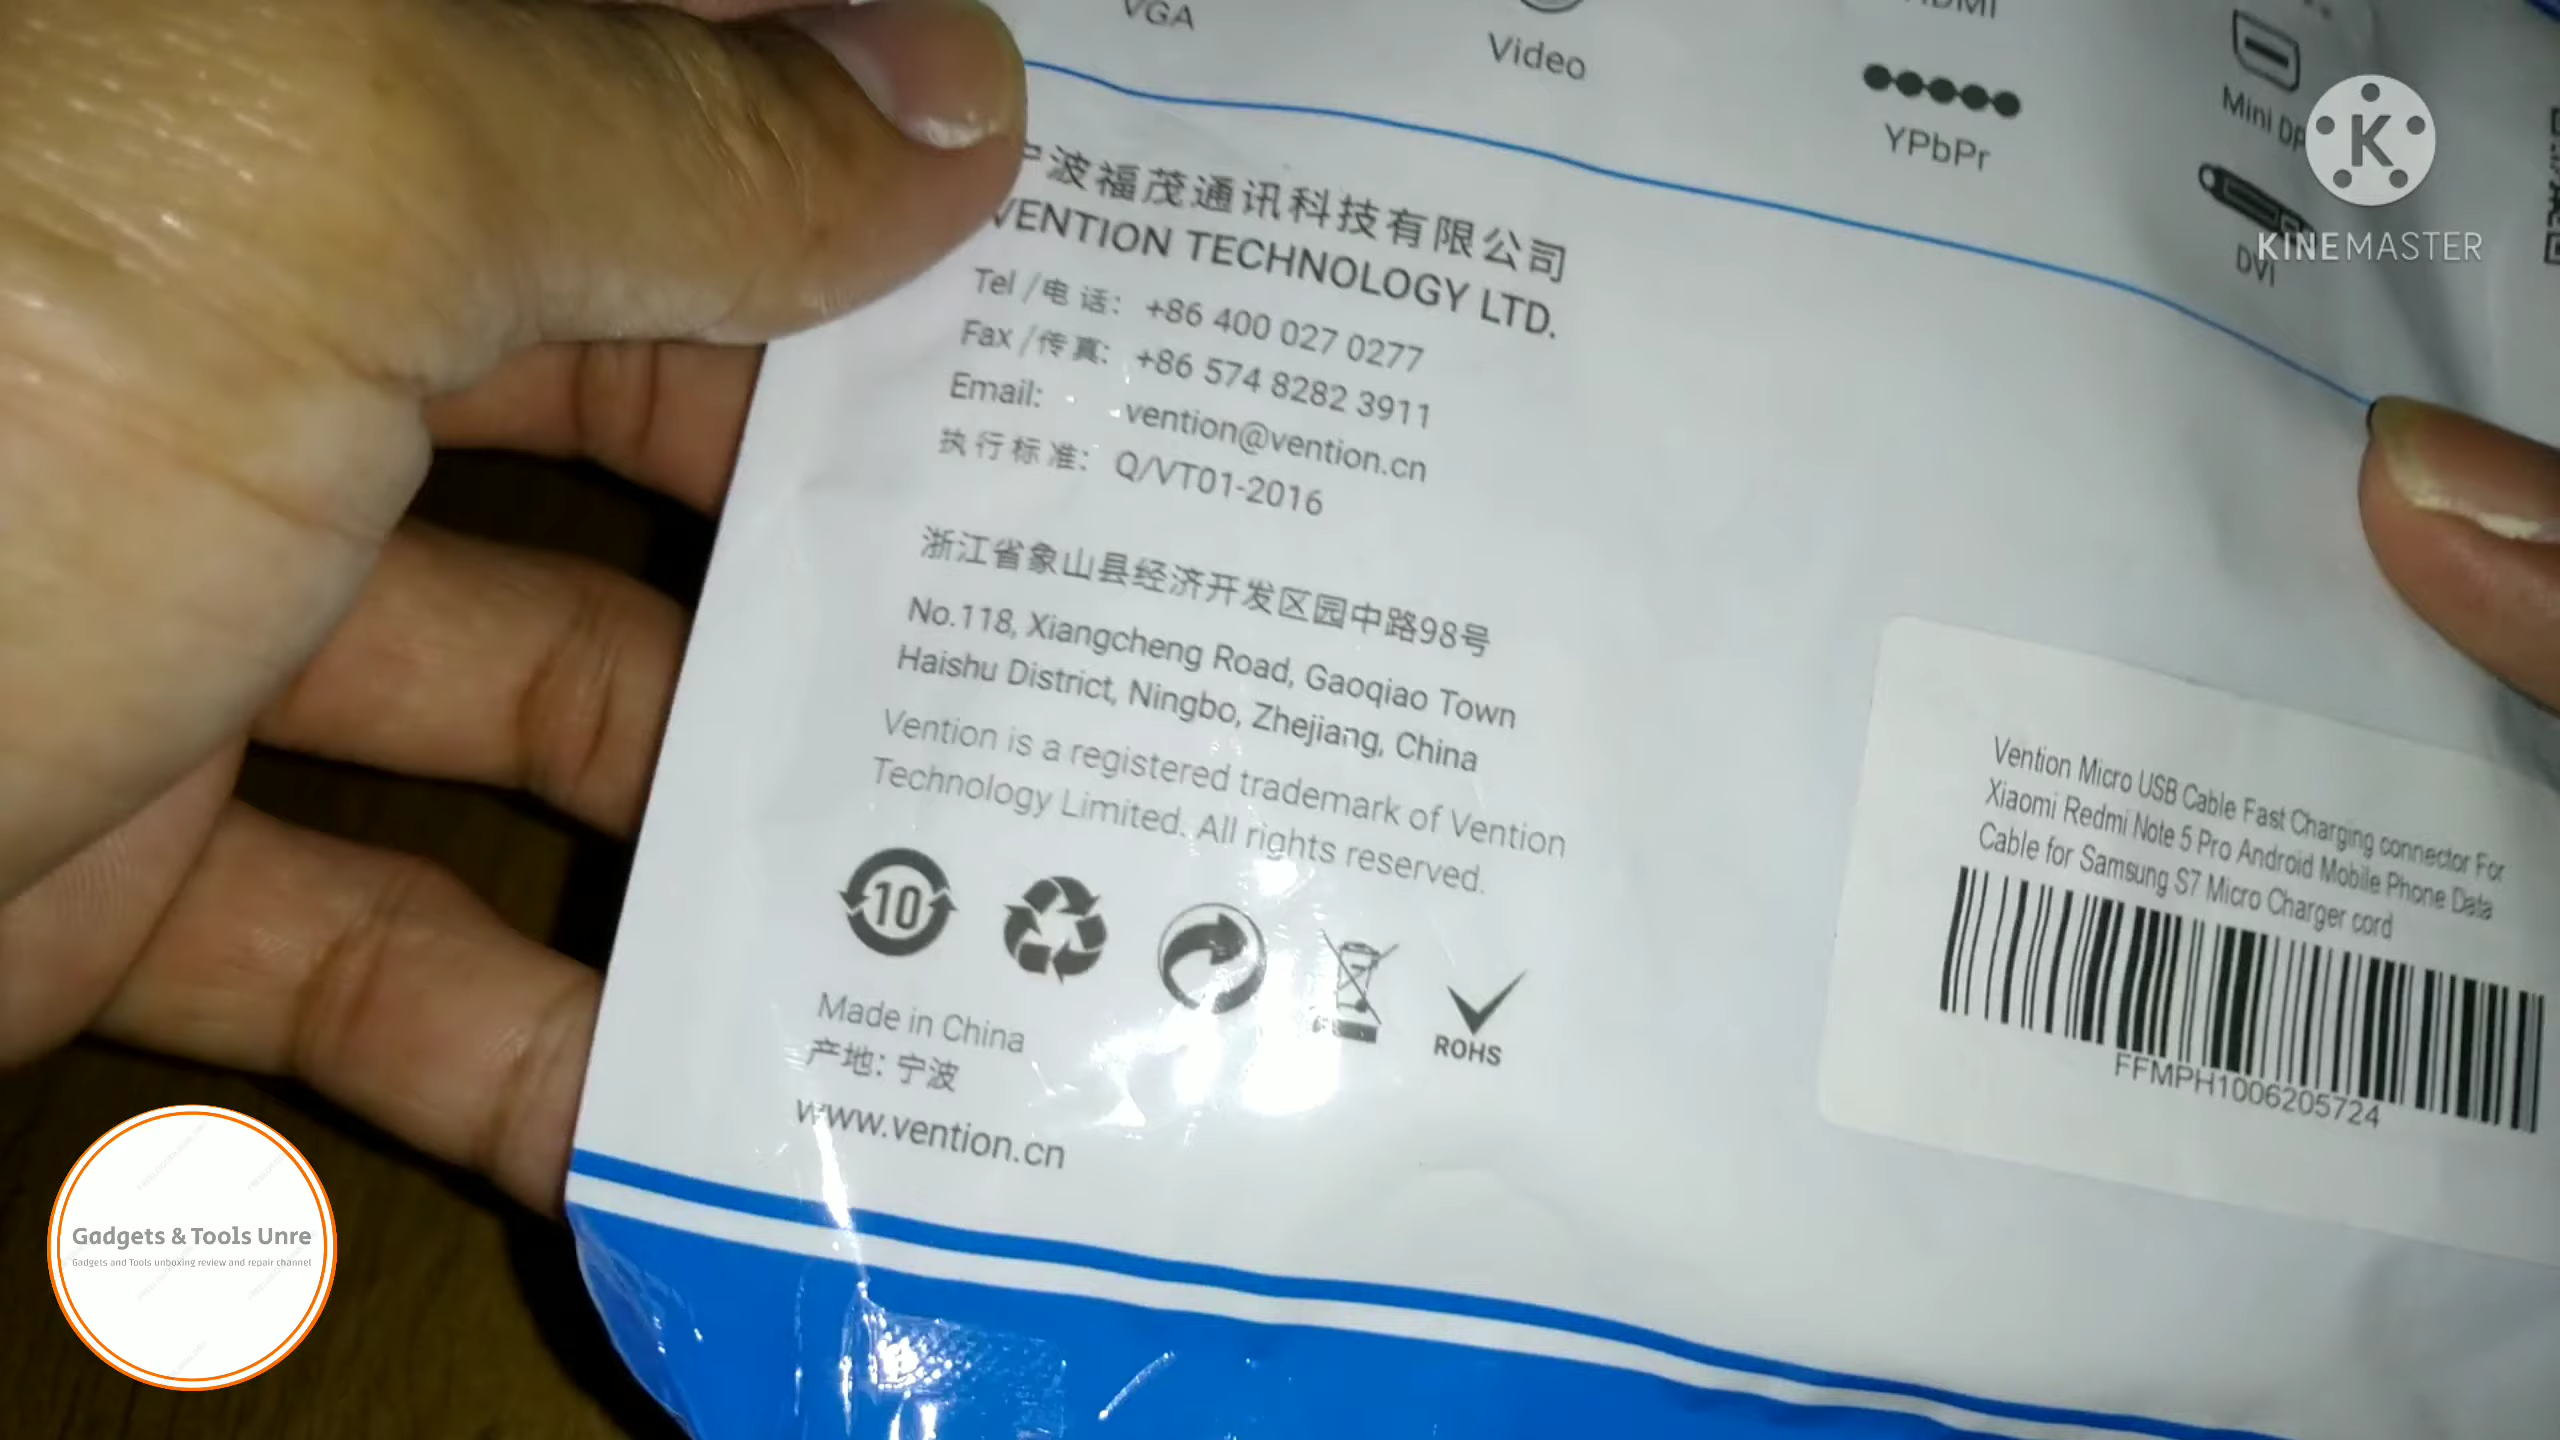 VGA
Video
HDMI
YPbPr
Mini DP
DVI
KINEMASTER
宁波福茂通讯科技有限公司
VENTION TECHNOLOGY LTD.
Tel /电 话: +86 400 027 0277
Fax /传 真: +86 574 8282 3911
Email: vention@vention.cn
执 行 标 准: Q/VT01-2016
浙江省象山县经济开发区园中路98号
No.118, Xiangcheng Road, Gaoqiao Town
Haishu District, Ningbo, Zhejiang, China
Vention is a registered trademark of Vention
Technology Limited. All rights reserved.
10
ROHS
Made in China
产地: 宁波
www.vention.cn
Vention Micro USB Cable Fast Charging connector For
Xiaomi Redmi Note 5 Pro Android Mobile Phone Data
Cable for Samsung S7 Micro Charger cord
FFMPH1006205724
Gadgets & Tools Unre
Gadgets and Tools unboxing review and repair channel